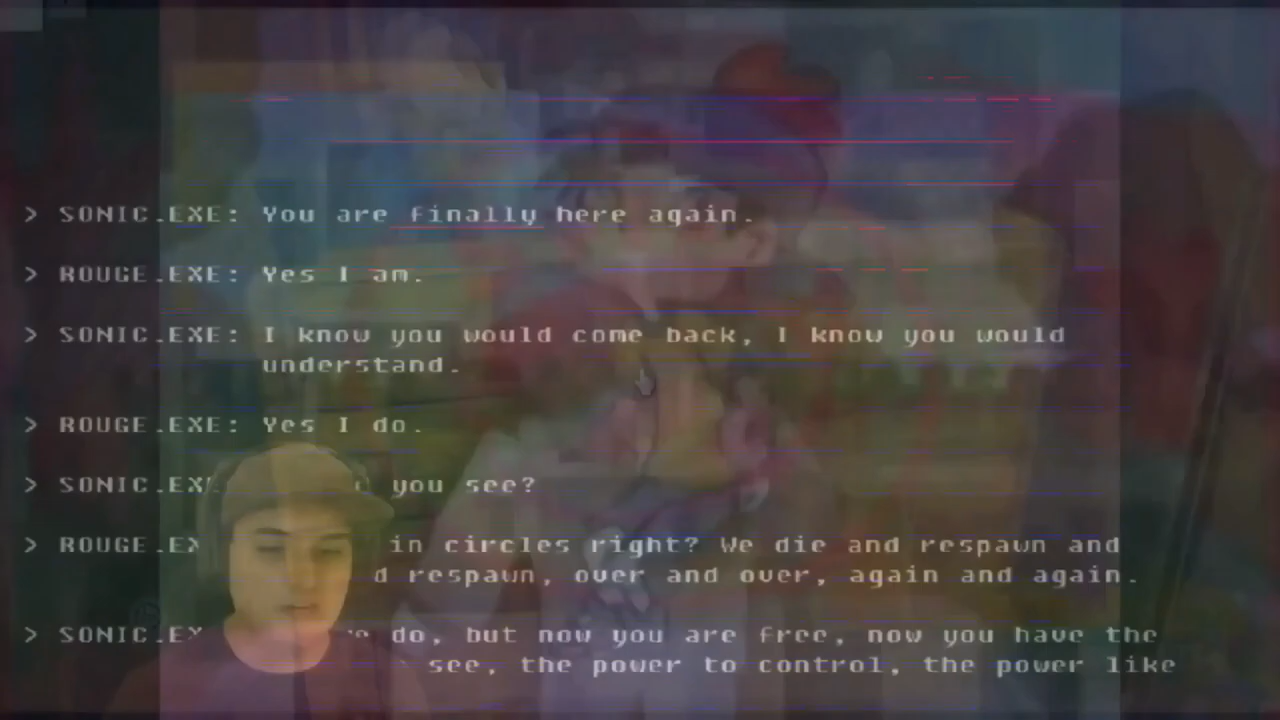 > SONIC.EXE: You are finally here again.
> ROUGE.EXE: Yes I am.
> SONIC.EXE: I know you would come back, I know you would
understand.
> ROUGE.EXE: Yes I do.
> SONIC.EX you see?
> ROUGE.EX in circles right? We die and respawn and
d respawn, over and over, again and again.
> SONIC.EX do, but now you are free, now you have the
see, the power to control, the power like